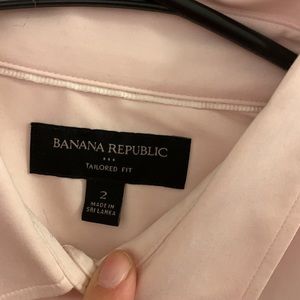 BANANA REPUBLIC
TAILORED FIT
2
MADE IN
SRI LANKA